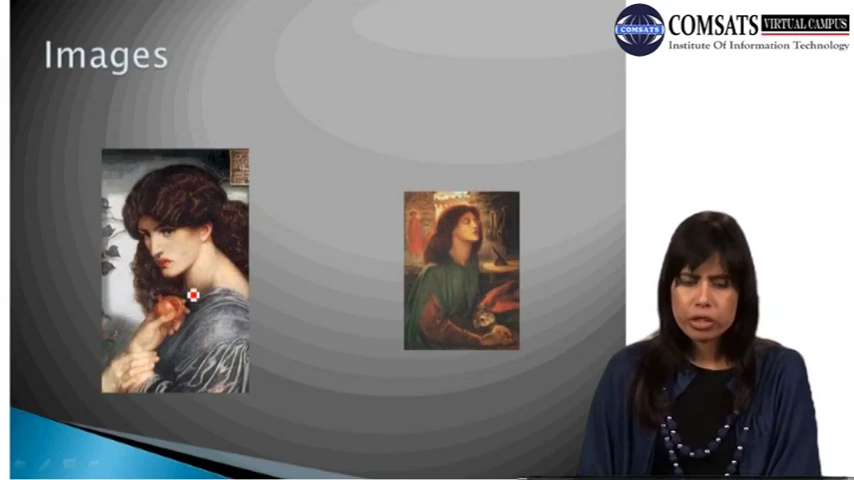 Images
COMSATS VIRTUAL CAMPUS
Institute Of Information Technology
COMSATS